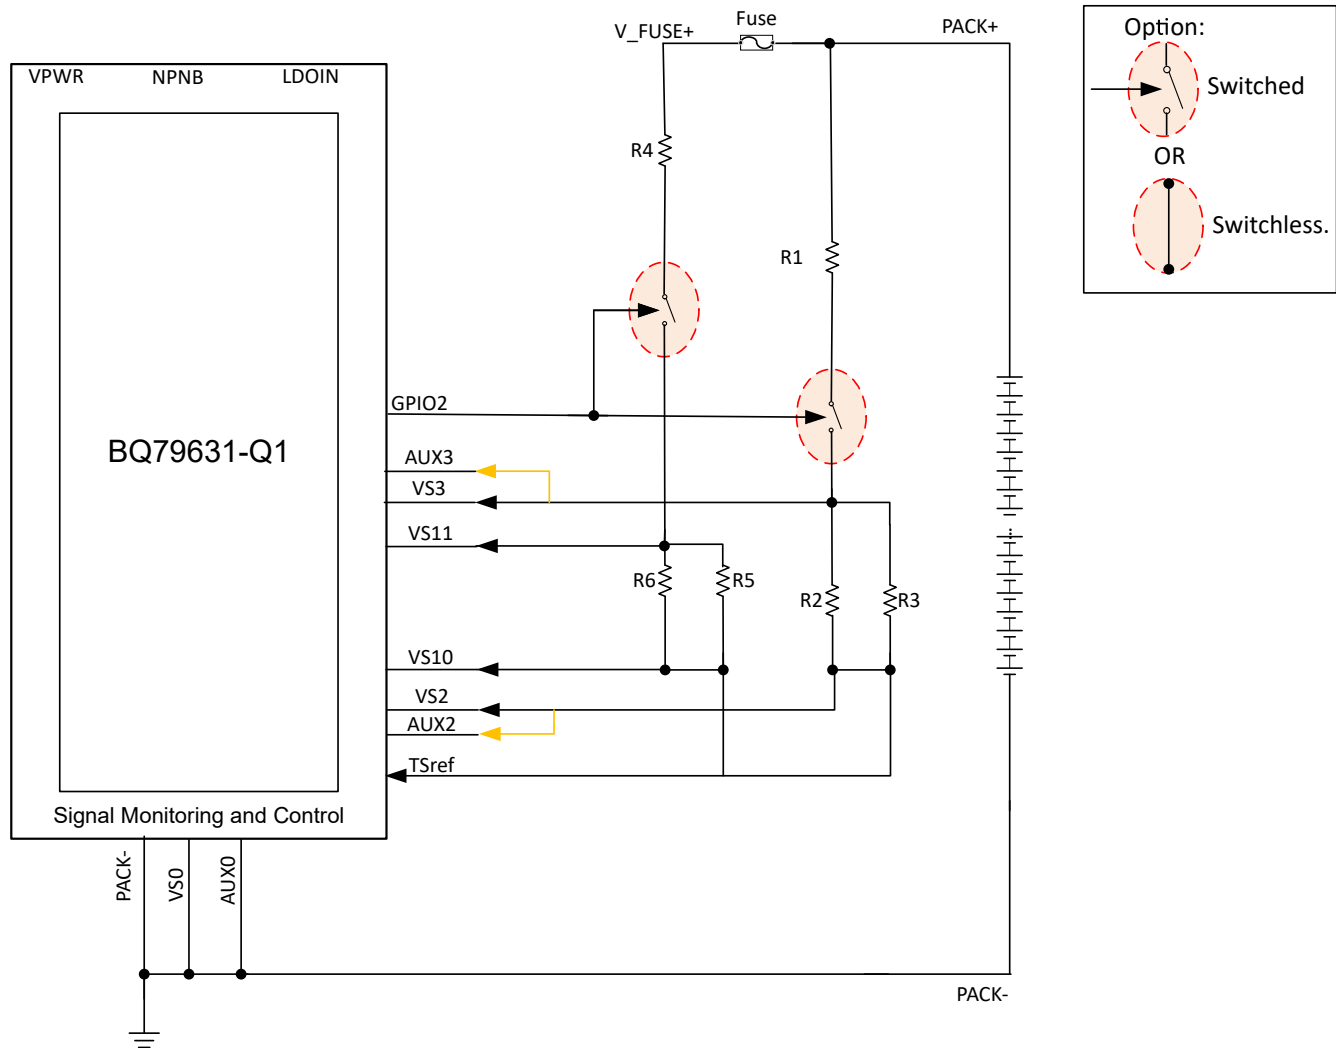 Fuse
V_FUSE+
PACK+
Option:
Switched
OR
Switchless.
VPWR
NPNB
LDOIN
R4
R1
GPIO2
BQ79631-Q1
AUX3
VS3
VS11
R6
R5
R2
R3
VS10
VS2
AUX2
TSref
Signal Monitoring and Control
PACK-
VS0
AUX0
PACK-